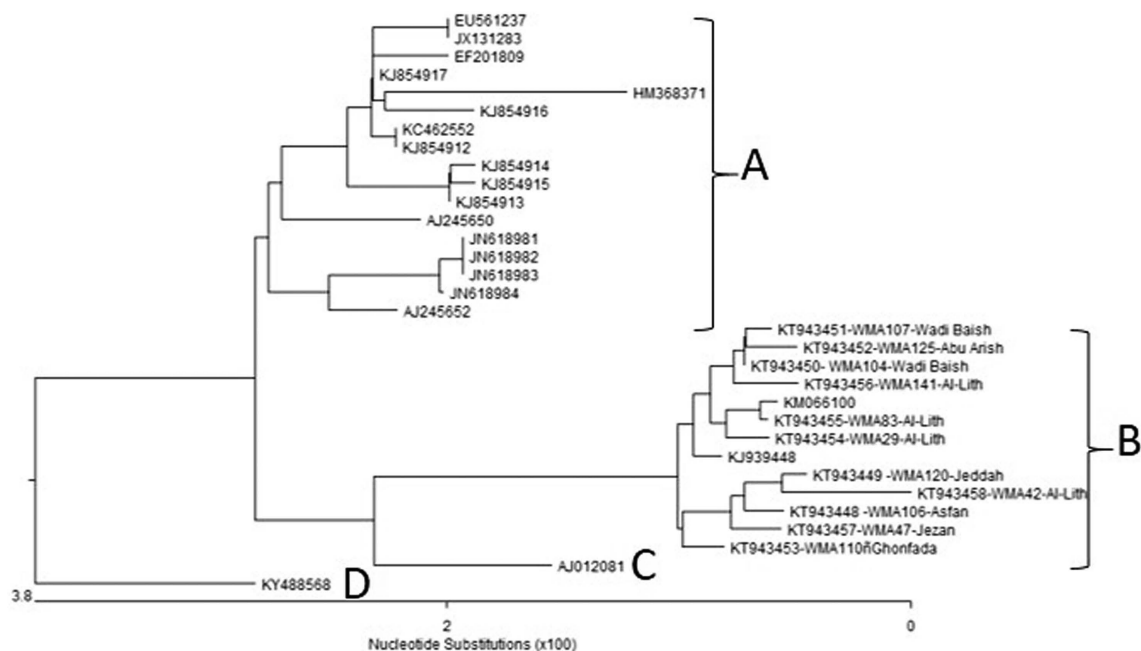 EU561237
JX131283
EF201809
KJ854917
HM368371
KJ854916
KC462552
KJ854912
KJ854914
KJ854915
KJ854913
A
AJ245650
JN618981
JN618982
JN618983
JN618984
AJ245652
KT943451-WMA107-Wadi Baish
KT943452-WMA125-Abu Arish
KT943450- WMA104-Wadi Baish
KT943456-WMA141-Al-Lith
KM066100
KT943455-WMA83-Al-Lith
KT943454-WMA29-Al-Lith
B
KJ939448
KT943449 -WMA120-Jeddah
KT943458-WMA42-Al-Lith
KT943448 -WMA106-Asfan
KT943457-WMA47-Jezan
KT943453-WMA110ñGhonfada
AJ012081 C
KY488568 D
3.8
2 0
Nucleotide Substitutions (x100)